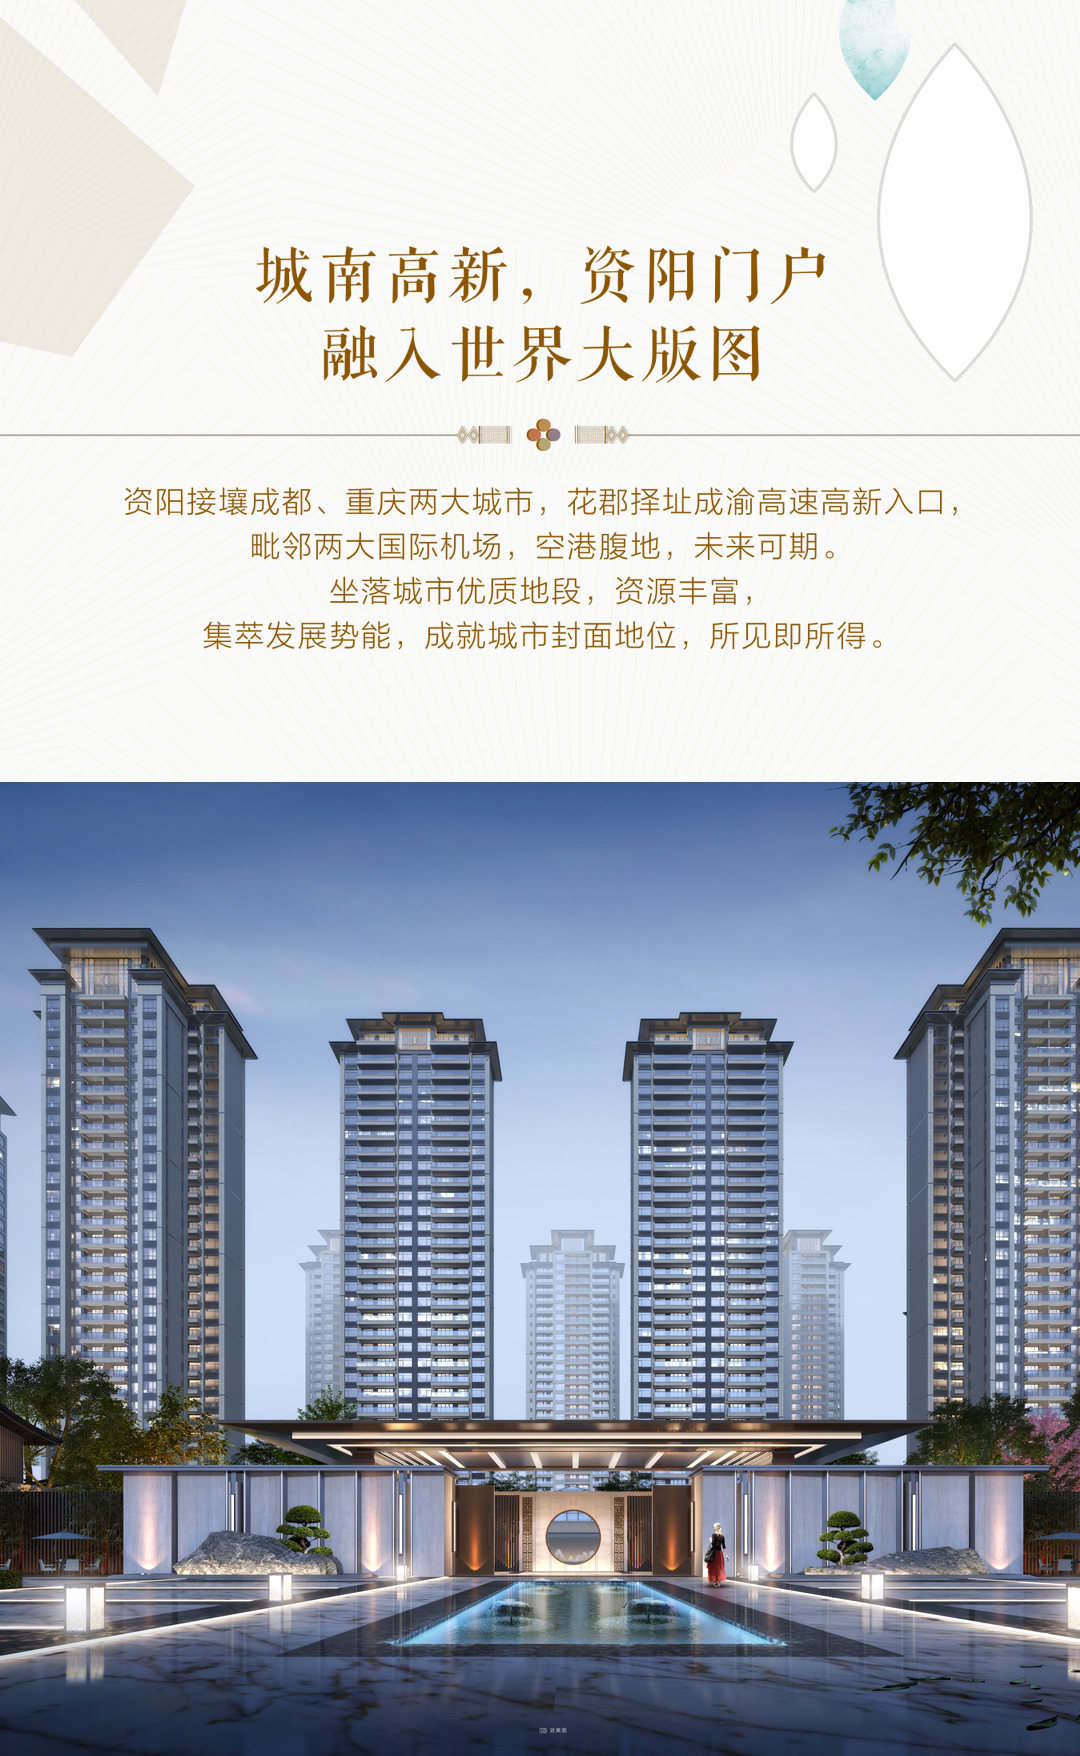 城南高新，资阳门户
融入世界大版图
资阳接壤成都、重庆两大城市，花郡择址成渝高速高新入口，
毗邻两大国际机场，空港腹地，未来可期。
坐落城市优质地段，资源丰富，
集萃发展势能，成就城市封面地位，所见即所得。
效果图